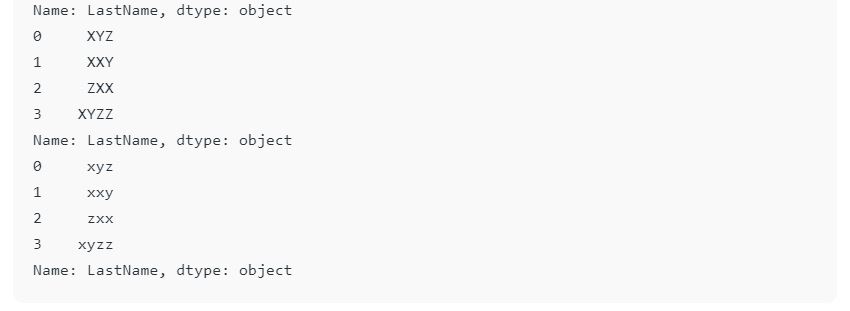 Name: LastName, dtype: object
0     XYZ
1     XXY
2     ZXX
3    XYZZ
Name: LastName, dtype: object
0     xyz
1     xxy
2     zxx
3    xyzz
Name: LastName, dtype: object